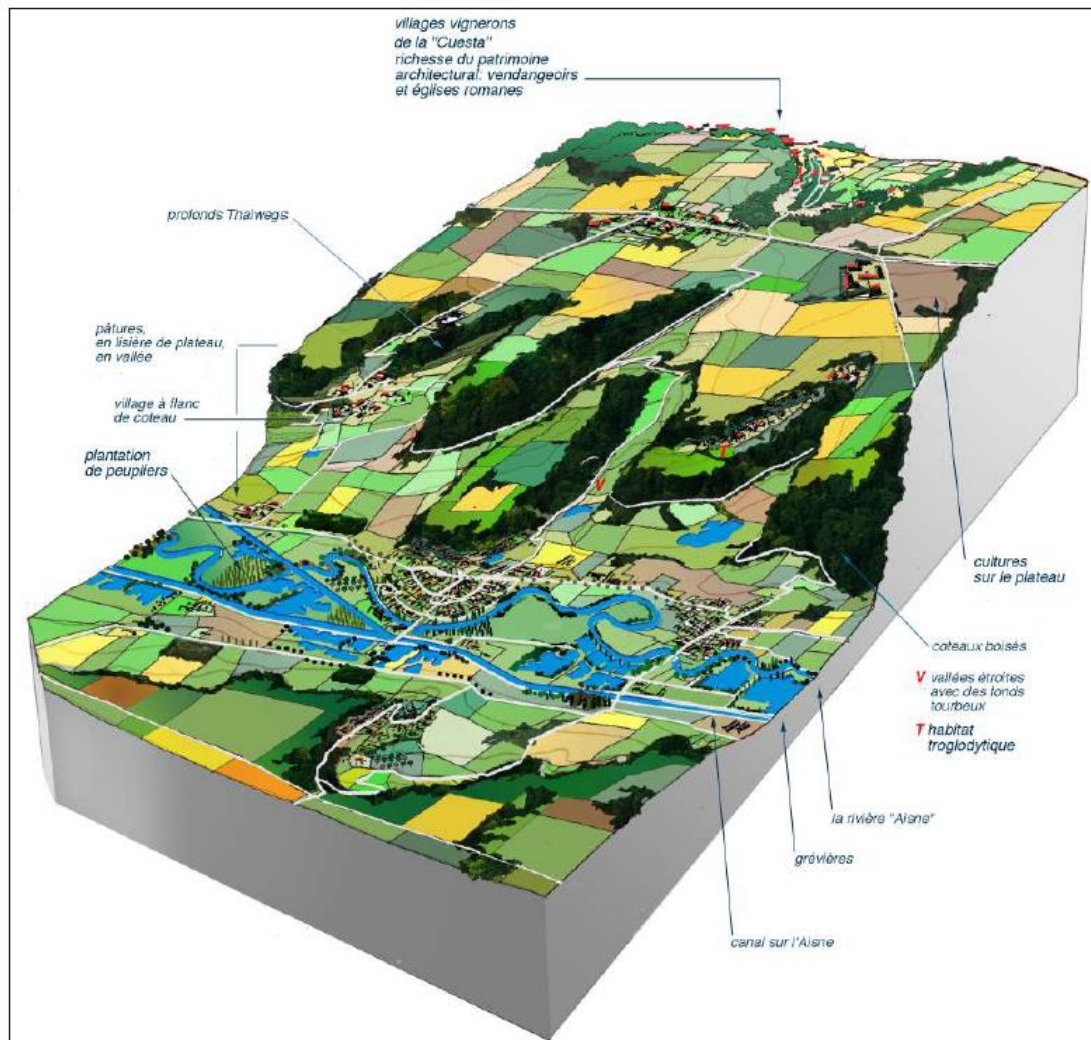 villages vignerons
de la "Cuesta"
richesse du patrimoine
architectural: vendangeoirs
et églises romanes
profonds Thalwegs
pâtures,
en lisière de plateau,
en vallée
village à flanc
de coteau
plantation
de peupliers
cultures
sur le plateau
coteaux boisés
V vallées étroites
avec des fonds
tourbeux
T habitat
troglodytique
la rivière "Aisne"
grévières
canal sur l'Aisne
T
V